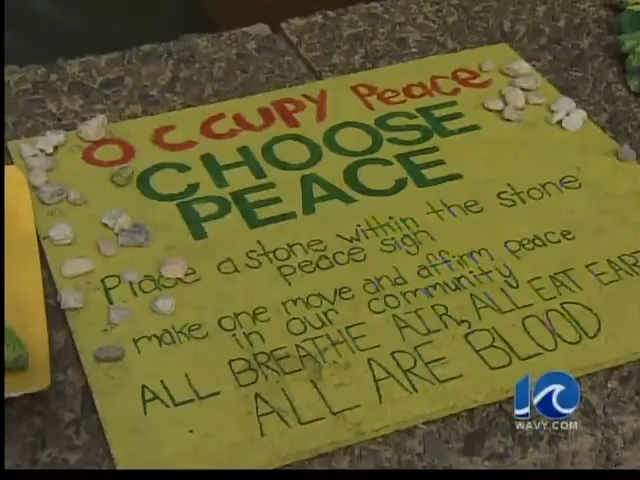 OCCUPY Peace
CHOOSE
PEACE
Place a stone within the stone
peace sign
make one move and affirm peace
in our community
ALL BREATHE AIR, ALL EAT EARTH
ALL ARE BLOOD
10
WAVY.COM